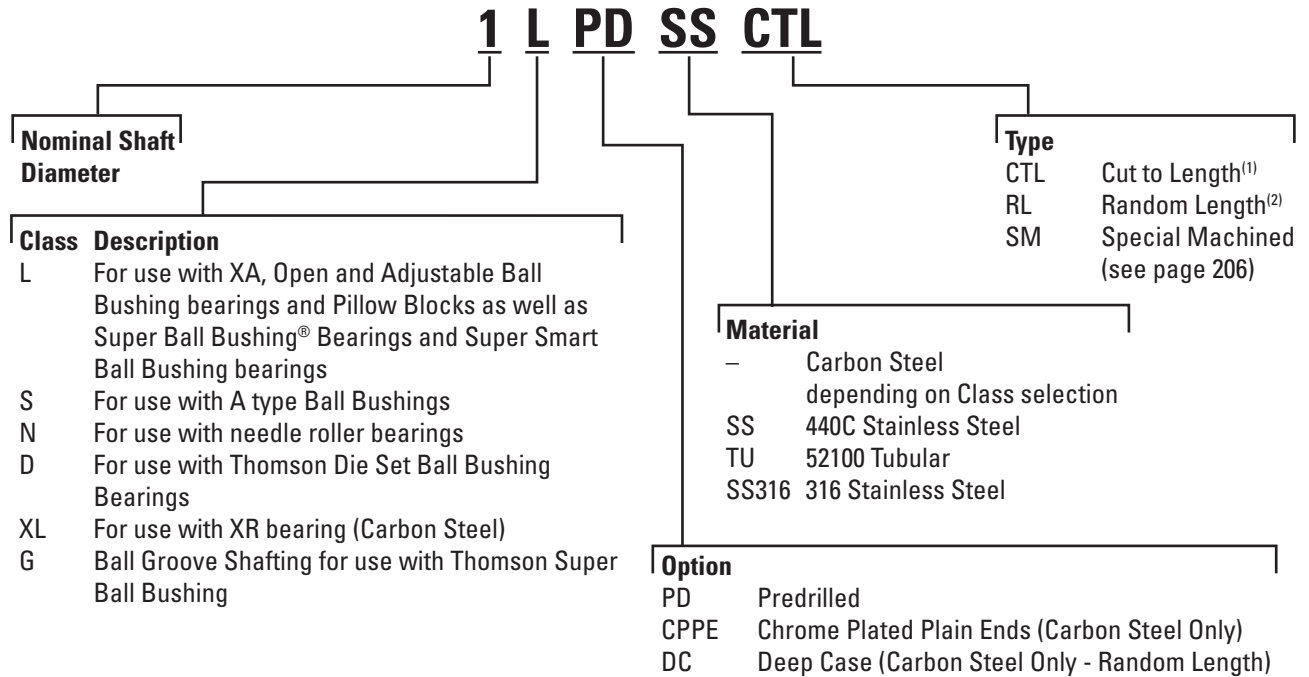 1 L PD SS CTL
Nominal Shaft
Diameter
Class Description
L For use with XA, Open and Adjustable Ball
Bushing bearings and Pillow Blocks as well as
Super Ball Bushing® Bearings and Super Smart
Ball Bushing bearings
S For use with A type Ball Bushings
N For use with needle roller bearings
D For use with Thomson Die Set Ball Bushing
Bearings
XL For use with XR bearing (Carbon Steel)
G Ball Groove Shafting for use with Thomson Super
Ball Bushing
Type
CTL Cut to Length(1)
RL Random Length(2)
SM Special Machined
(see page 206)
Material
– Carbon Steel
depending on Class selection
SS 440C Stainless Steel
TU 52100 Tubular
SS316 316 Stainless Steel
Option
PD Predrilled
CPPE Chrome Plated Plain Ends (Carbon Steel Only)
DC Deep Case (Carbon Steel Only - Random Length)